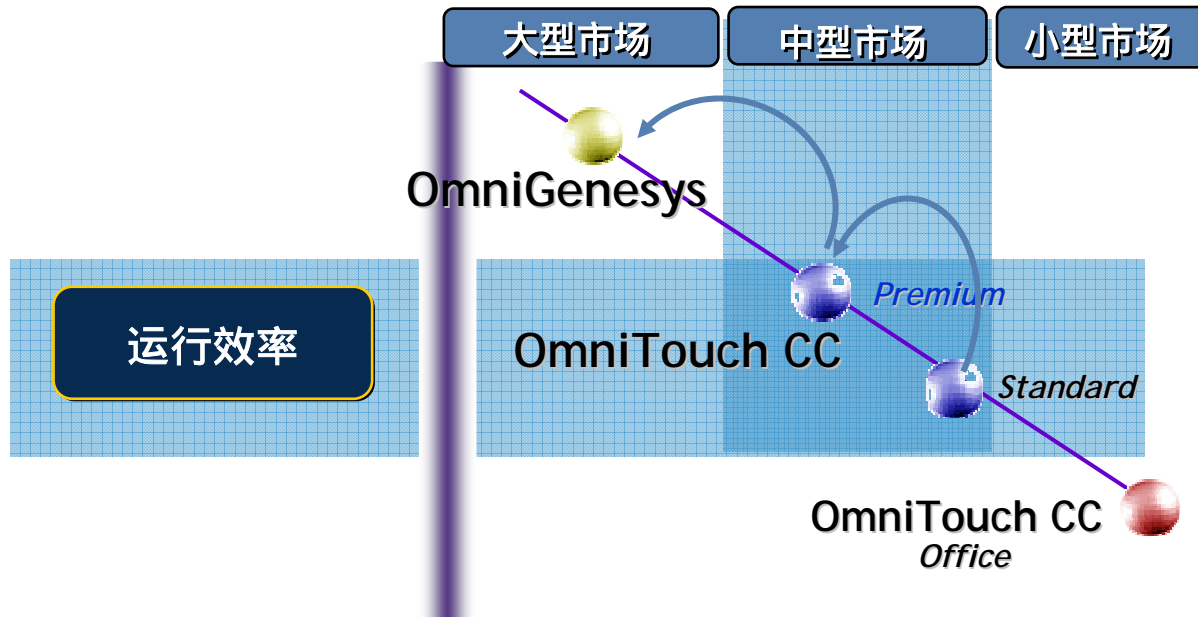 大型市场
中型市场
小型市场
OmniGenesys
Premium
运行效率
OmniTouch CC
Standard
OmniTouch CC
Office